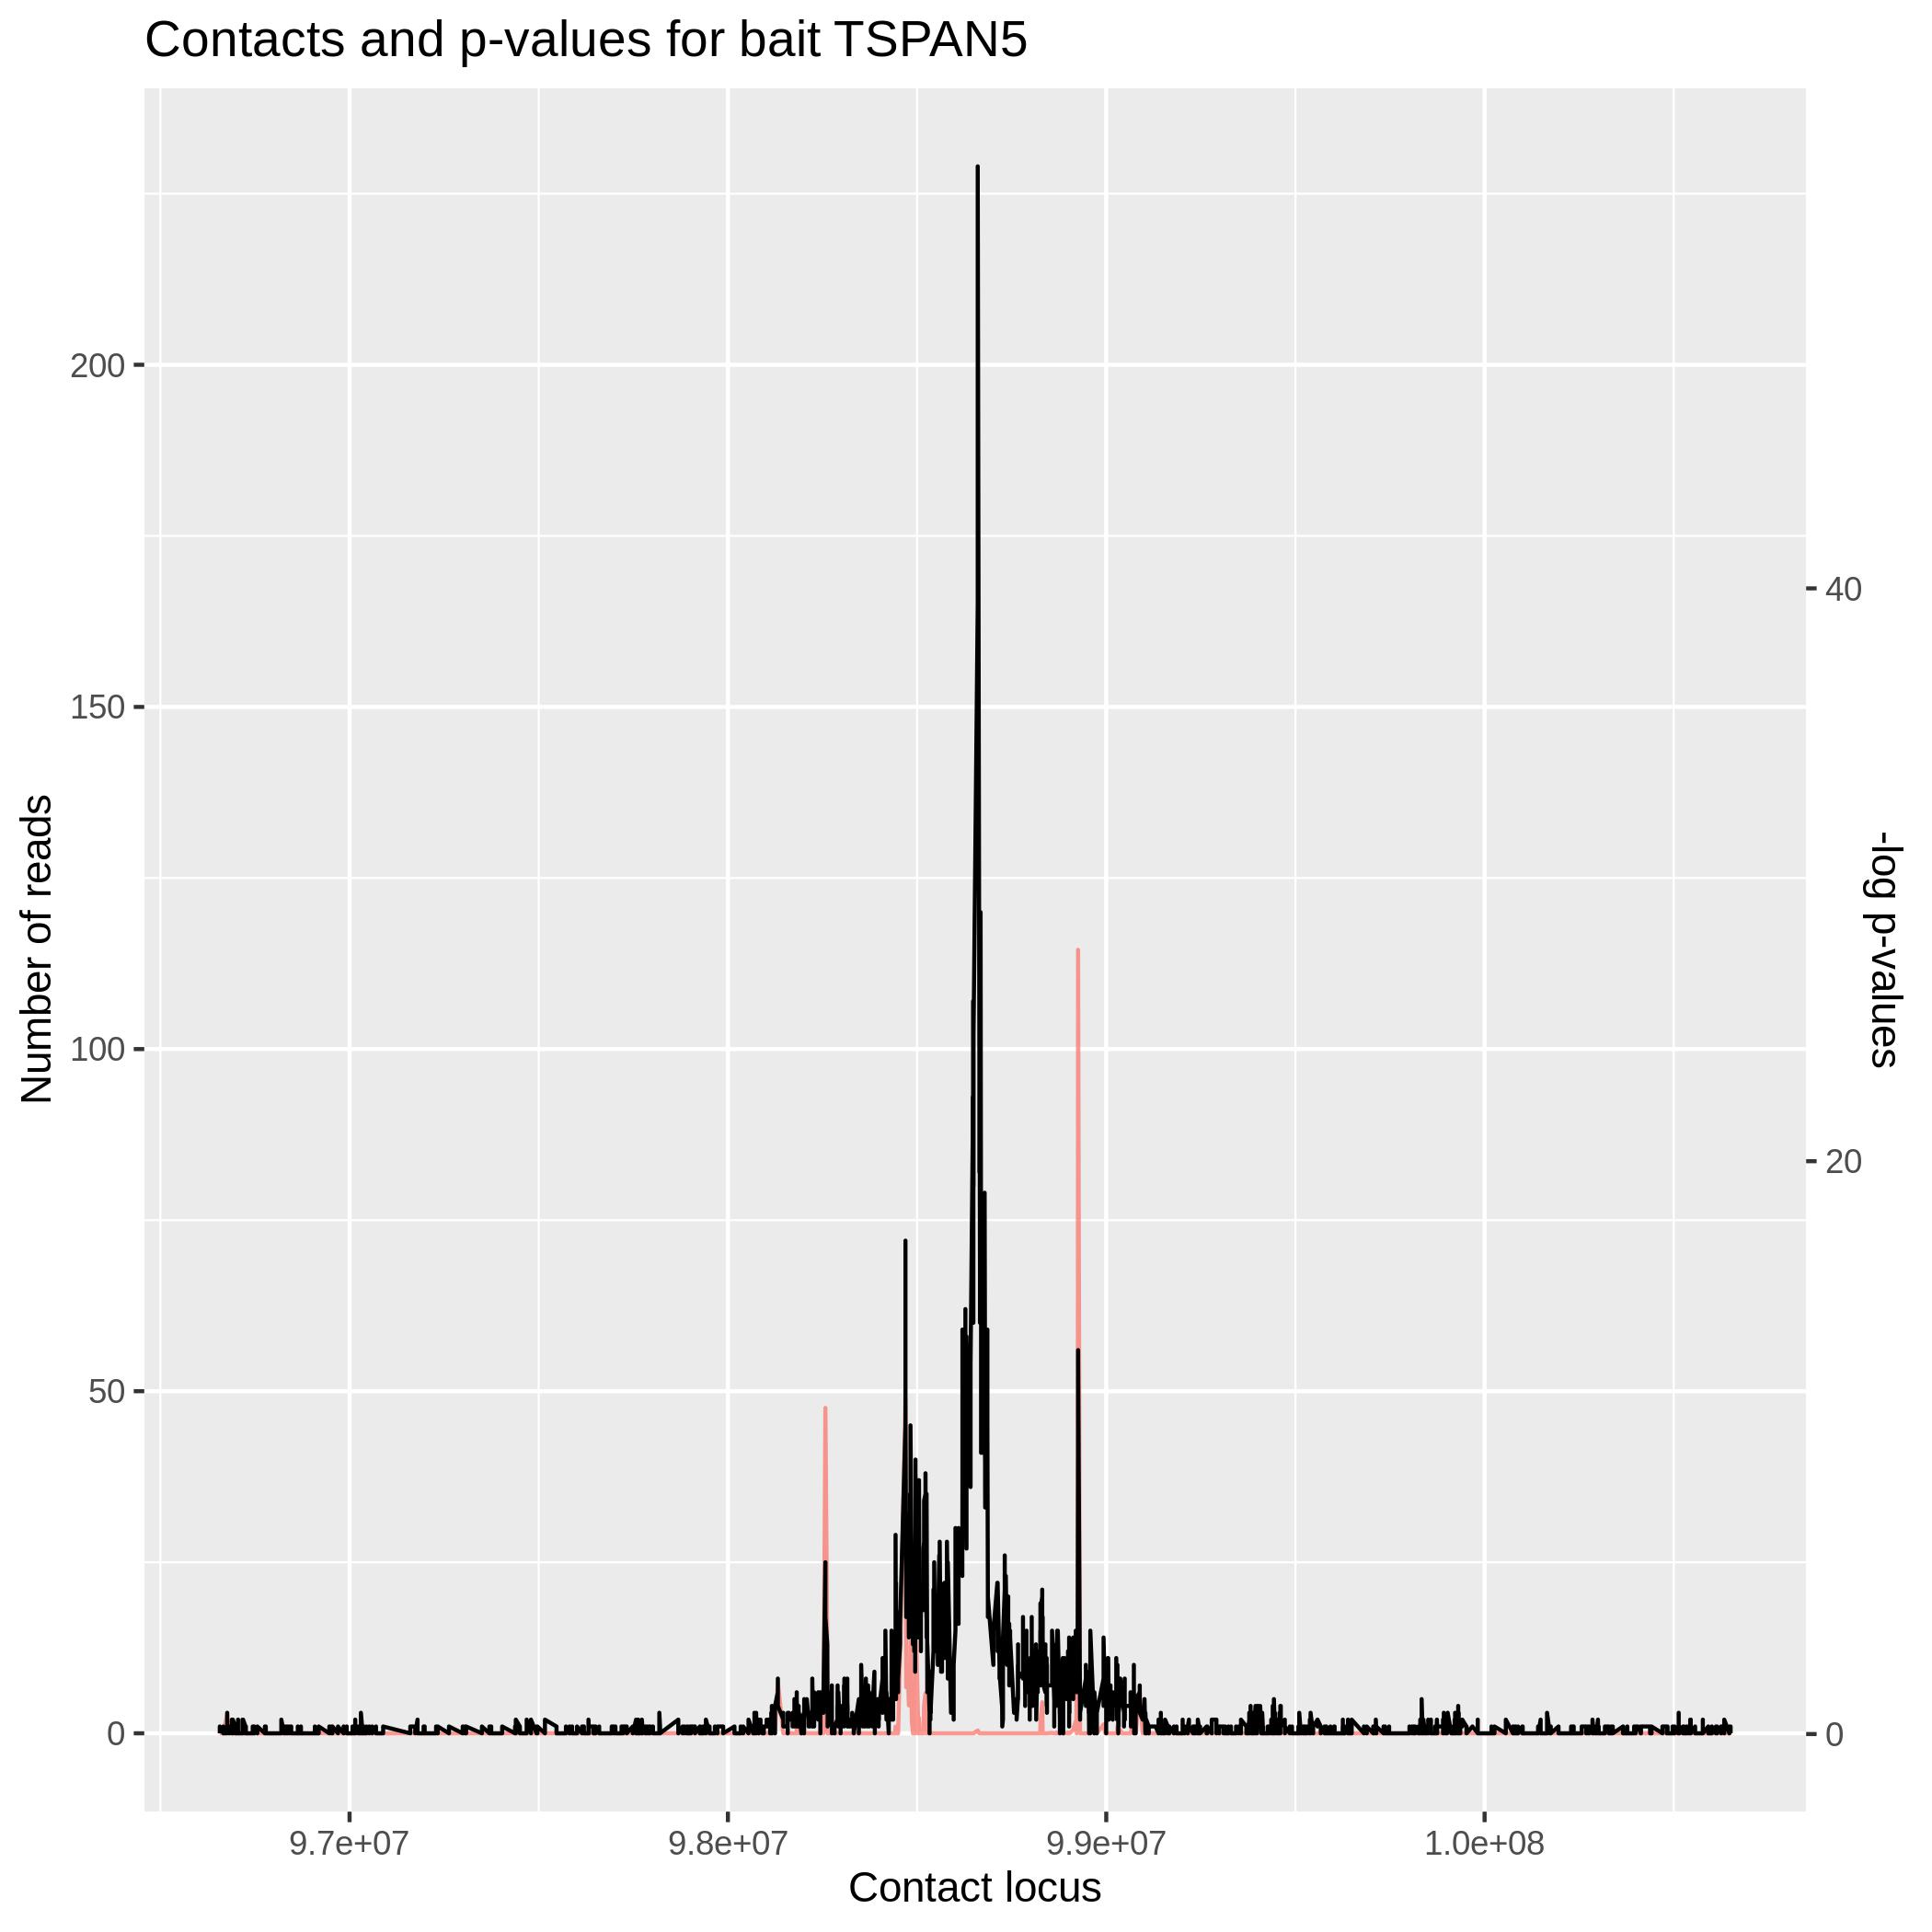 Contacts and p-values for bait TSPAN5
Number of reads
200
150
100
50
0
40
20
0
-log p-values
9.7e+07 9.8e+07 9.9e+07 1.0e+08
Contact locus